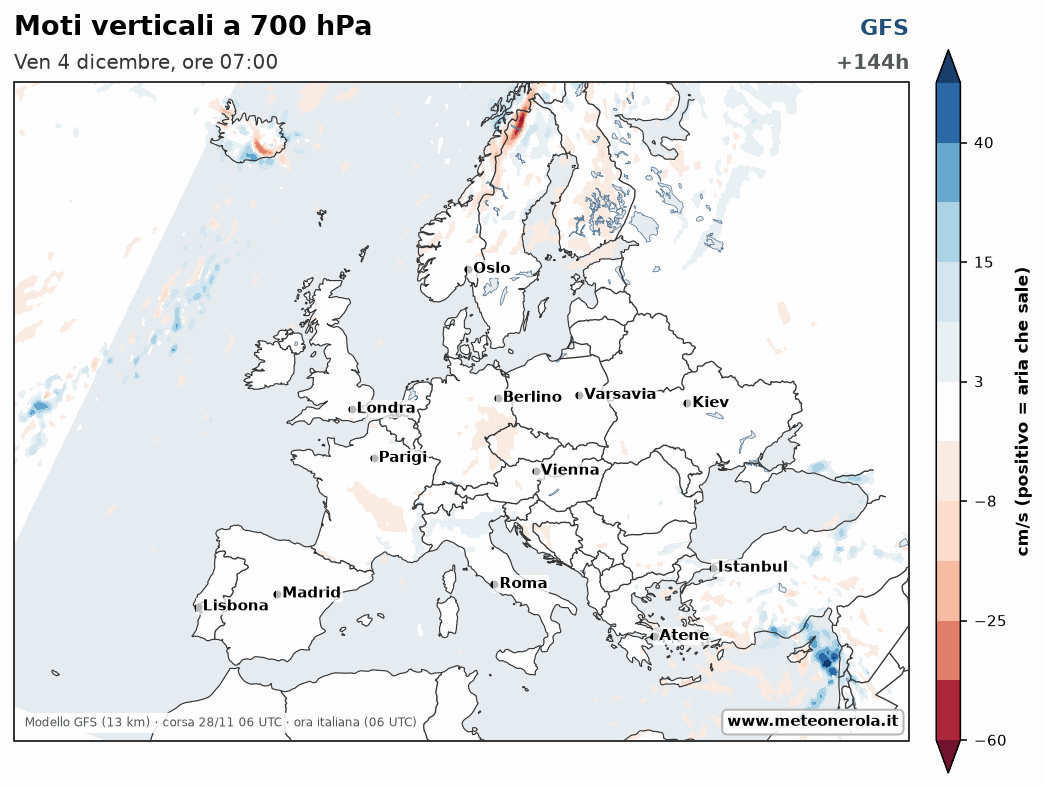 Moti verticali a 700 hPa
GFS
Ven 4 dicembre, ore 07:00
+144h
40
15
3
−8
−25
−60
cm/s (positivo = aria che sale)
Oslo
Berlino
Varsavia
Kiev
Londra
Parigi
Vienna
Istanbul
Roma
Madrid
Lisbona
Atene
Modello GFS (13 km) · corsa 28/11 06 UTC · ora italiana (06 UTC)
www.meteonerola.it